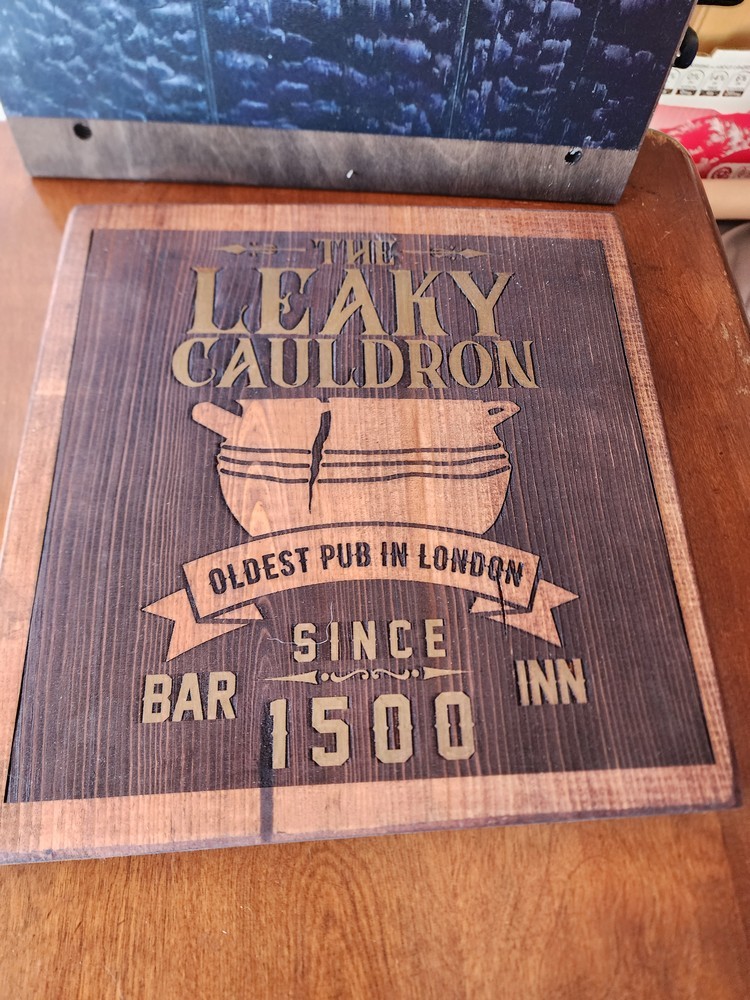 THE
LEAKY
CAULDRON
OLDEST PUB IN LONDON
SINCE
BAR INN
1500